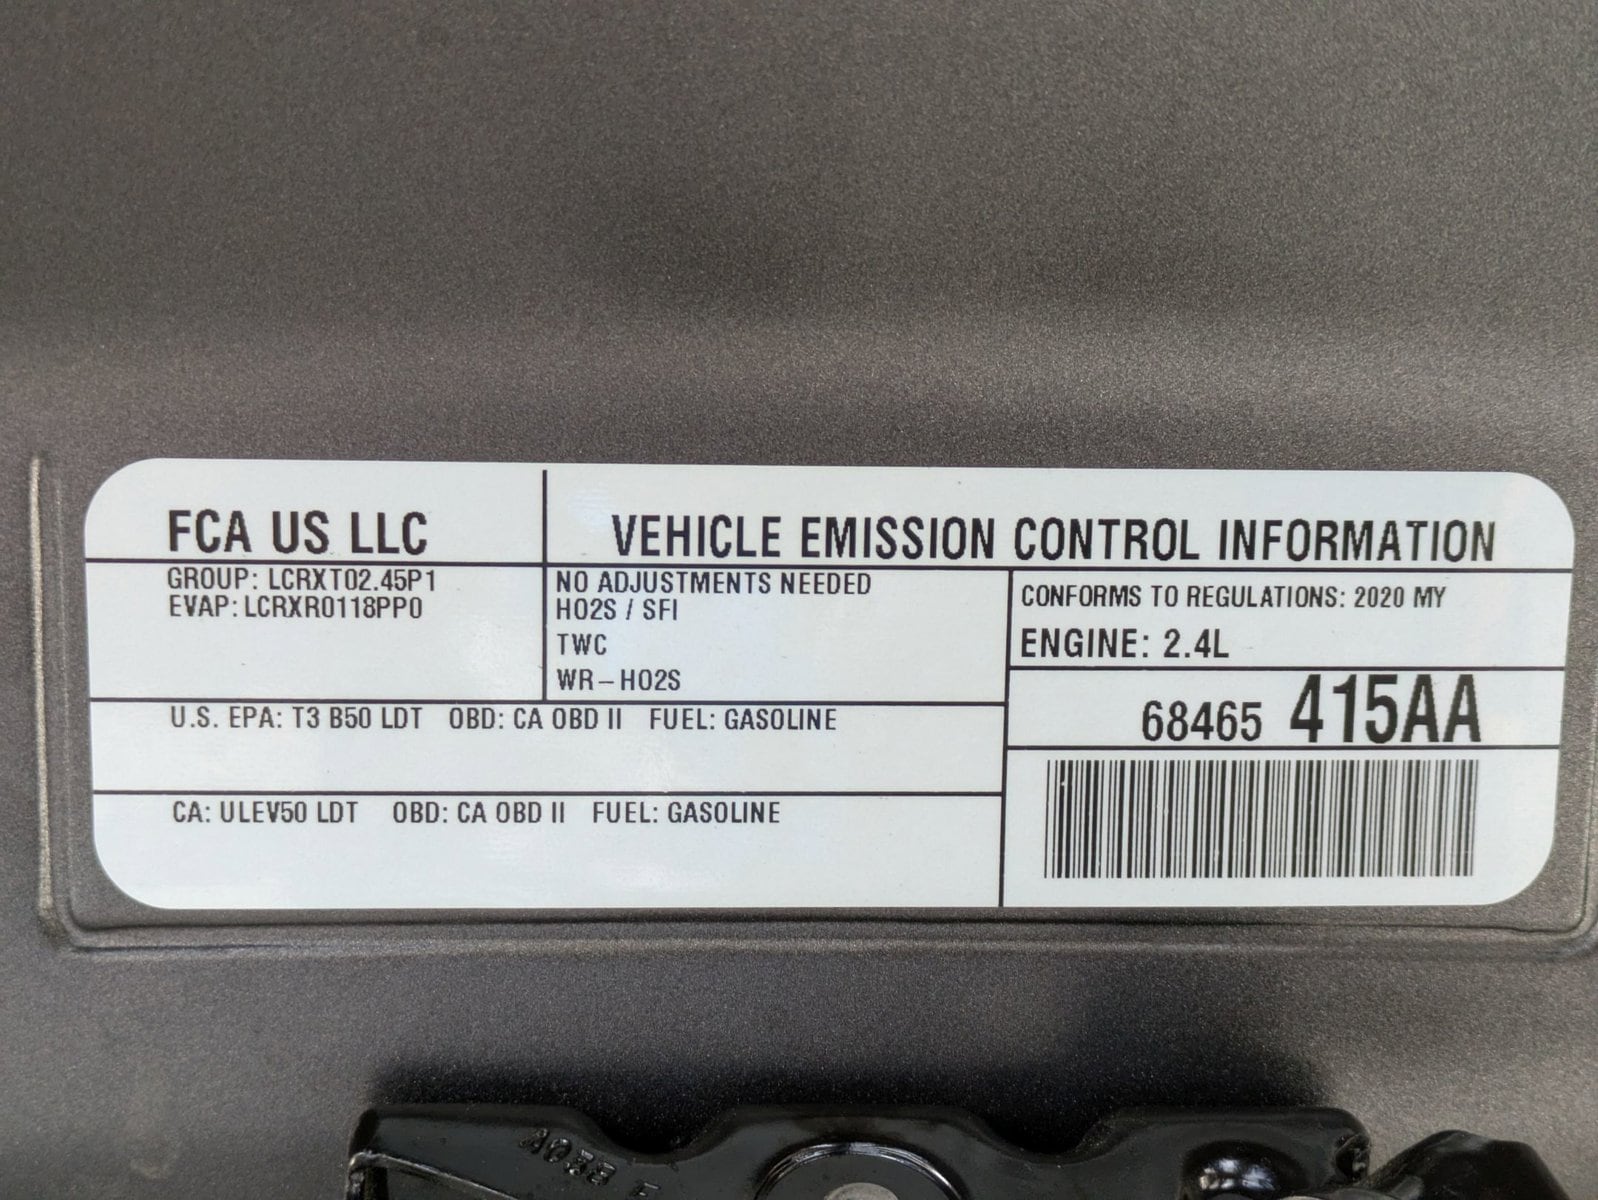 FCA US LLC
VEHICLE EMISSION CONTROL INFORMATION
GROUP: LCRXT02.45P1
EVAP: LCRXR0118PP0
NO ADJUSTMENTS NEEDED
HO2S / SFI
TWC
WR-HO2S
CONFORMS TO REGULATIONS: 2020 MY
ENGINE: 2.4L
68465 415AA
U.S. EPA: T3 B50 LDT OBD: CA OBD II FUEL: GASOLINE
CA: ULEV50 LDT OBD: CA OBD II FUEL: GASOLINE